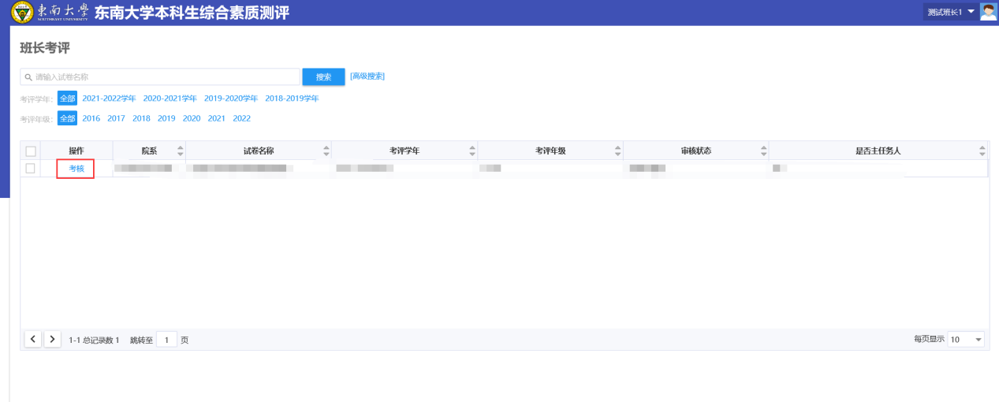 東南大學 东南大学本科生综合素质测评 测试班长1
SOUTHEAST UNIVERSITY
班长考评
请输入试卷名称 搜索 [高级搜索]
考评学年: 全部 2021-2022学年 2020-2021学年 2019-2020学年 2018-2019学年
考评年级: 全部 2016 2017 2018 2019 2020 2021 2022
操作 院系 试卷名称 考评学年 考评年级 审核状态 是否主任务人
考核
1-1 总记录数 1 跳转至 1 页 每页显示 10